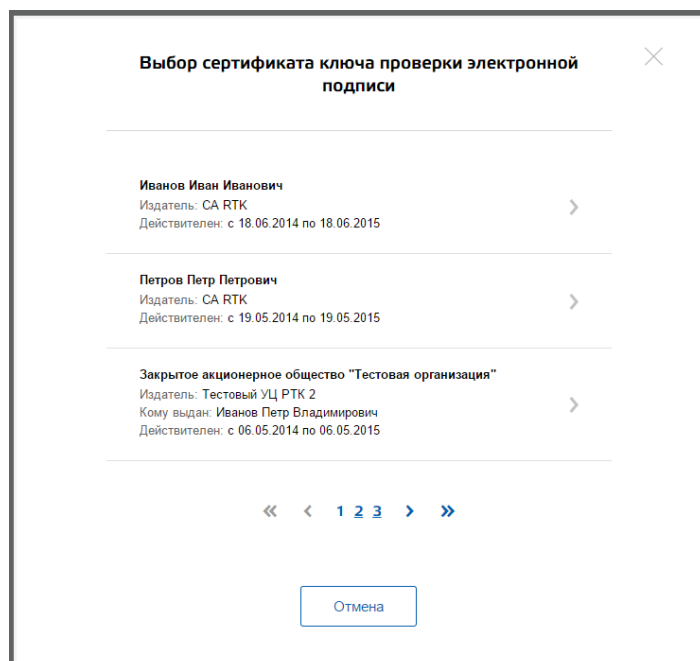 Выбор сертификата ключа проверки электронной
подписи
Иванов Иван Иванович
Издатель: CA RTK
Действителен: с 18.06.2014 по 18.06.2015
Петров Петр Петрович
Издатель: CA RTK
Действителен: с 19.05.2014 по 19.05.2015
Закрытое акционерное общество "Тестовая организация"
Издатель: Тестовый УЦ РТК 2
Кому выдан: Иванов Петр Владимирович
Действителен: с 06.05.2014 по 06.05.2015
« ‹ 1 2 3 › »
Отмена